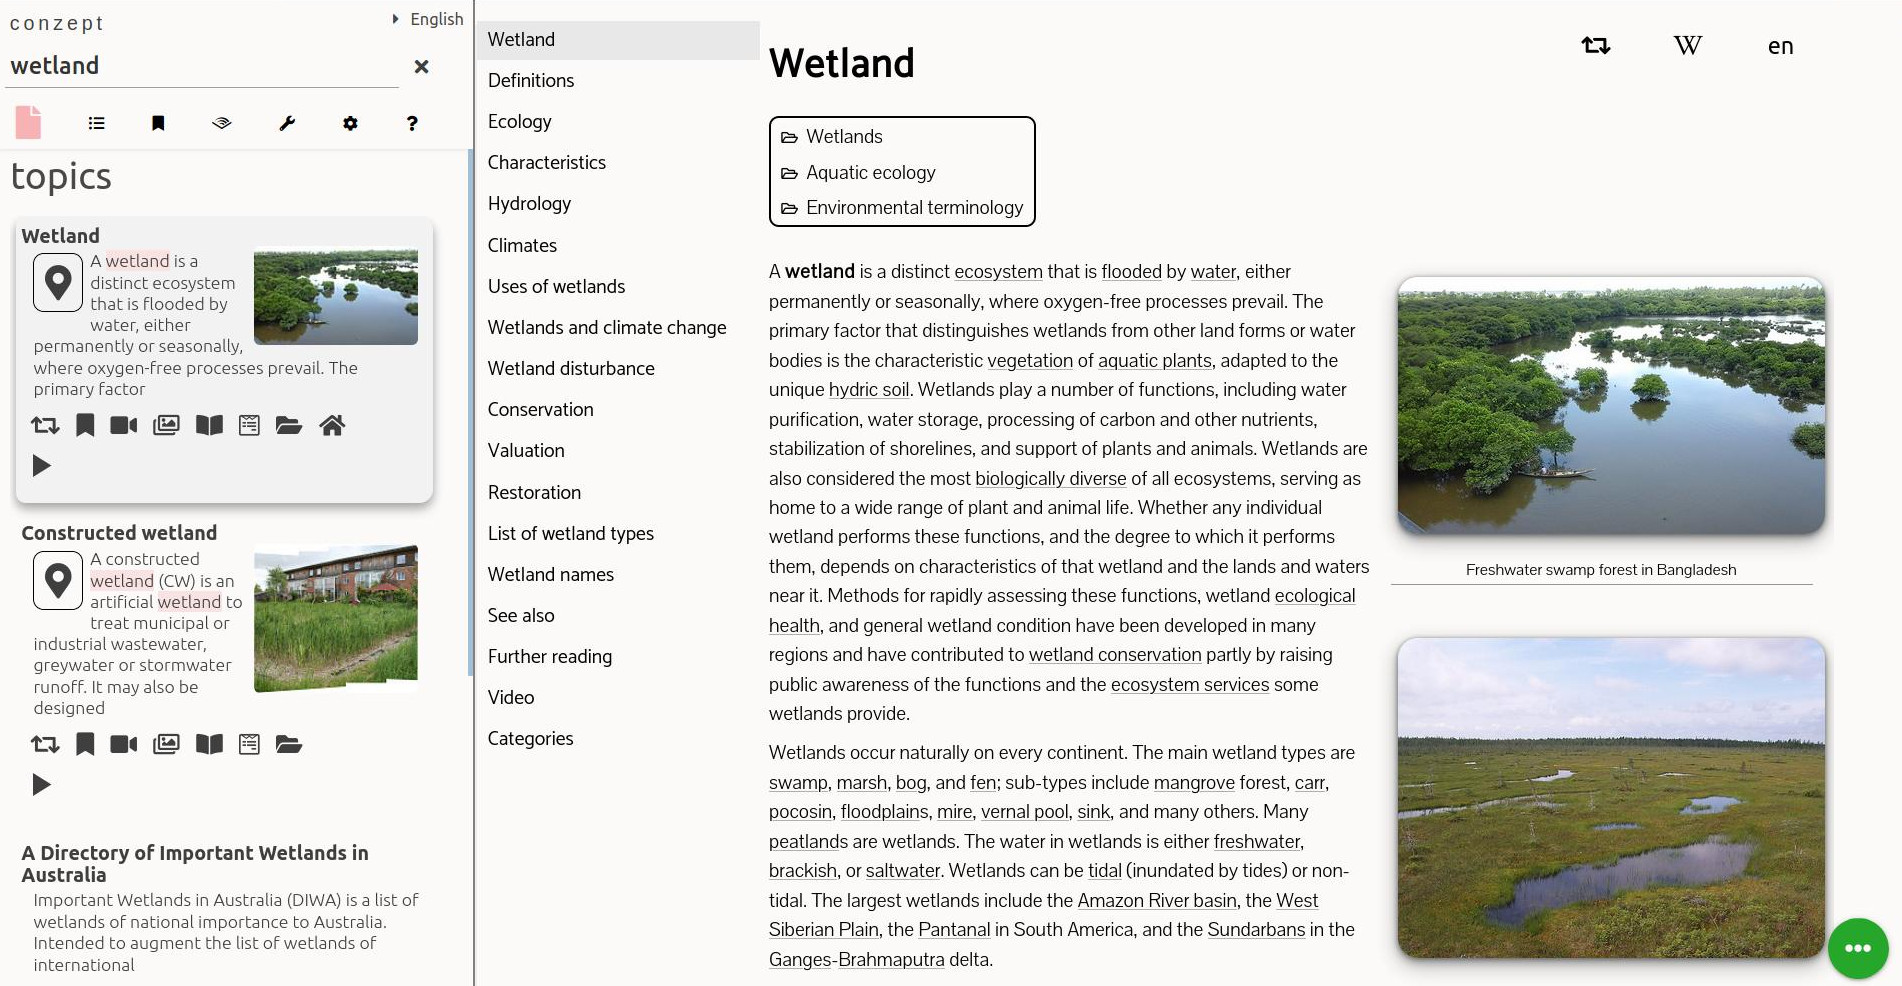 conzept
English
wetland
topics
Wetland
A wetland is a
distinct ecosystem
that is flooded by
water, either
permanently or seasonally,
where oxygen-free processes prevail. The
primary factor
Constructed wetland
A constructed
wetland (CW) is an
artificial wetland to
treat municipal or
industrial wastewater,
greywater or stormwater
runoff. It may also be
designed
A Directory of Important Wetlands in
Australia
Important Wetlands in Australia (DIWA) is a list of
wetlands of national importance to Australia.
Intended to augment the list of wetlands of
international
Wetland
Definitions
Ecology
Characteristics
Hydrology
Climates
Uses of wetlands
Wetlands and climate change
Wetland disturbance
Conservation
Valuation
Restoration
List of wetland types
Wetland names
See also
Further reading
Video
Categories
Wetland
W
en
Wetlands
Aquatic ecology
Environmental terminology
A wetland is a distinct ecosystem that is flooded by water, either
permanently or seasonally, where oxygen-free processes prevail. The
primary factor that distinguishes wetlands from other land forms or water
bodies is the characteristic vegetation of aquatic plants, adapted to the
unique hydric soil. Wetlands play a number of functions, including water
purification, water storage, processing of carbon and other nutrients,
stabilization of shorelines, and support of plants and animals. Wetlands are
also considered the most biologically diverse of all ecosystems, serving as
home to a wide range of plant and animal life. Whether any individual
wetland performs these functions, and the degree to which it performs
them, depends on characteristics of that wetland and the lands and waters
near it. Methods for rapidly assessing these functions, wetland ecological
health, and general wetland condition have been developed in many
regions and have contributed to wetland conservation partly by raising
public awareness of the functions and the ecosystem services some
wetlands provide.
Wetlands occur naturally on every continent. The main wetland types are
swamp, marsh, bog, and fen; sub-types include mangrove forest, carr,
pocosin, floodplains, mire, vernal pool, sink, and many others. Many
peatlands are wetlands. The water in wetlands is either freshwater,
brackish, or saltwater. Wetlands can be tidal (inundated by tides) or non-
tidal. The largest wetlands include the Amazon River basin, the West
Siberian Plain, the Pantanal in South America, and the Sundarbans in the
Ganges-Brahmaputra delta.
Freshwater swamp forest in Bangladesh